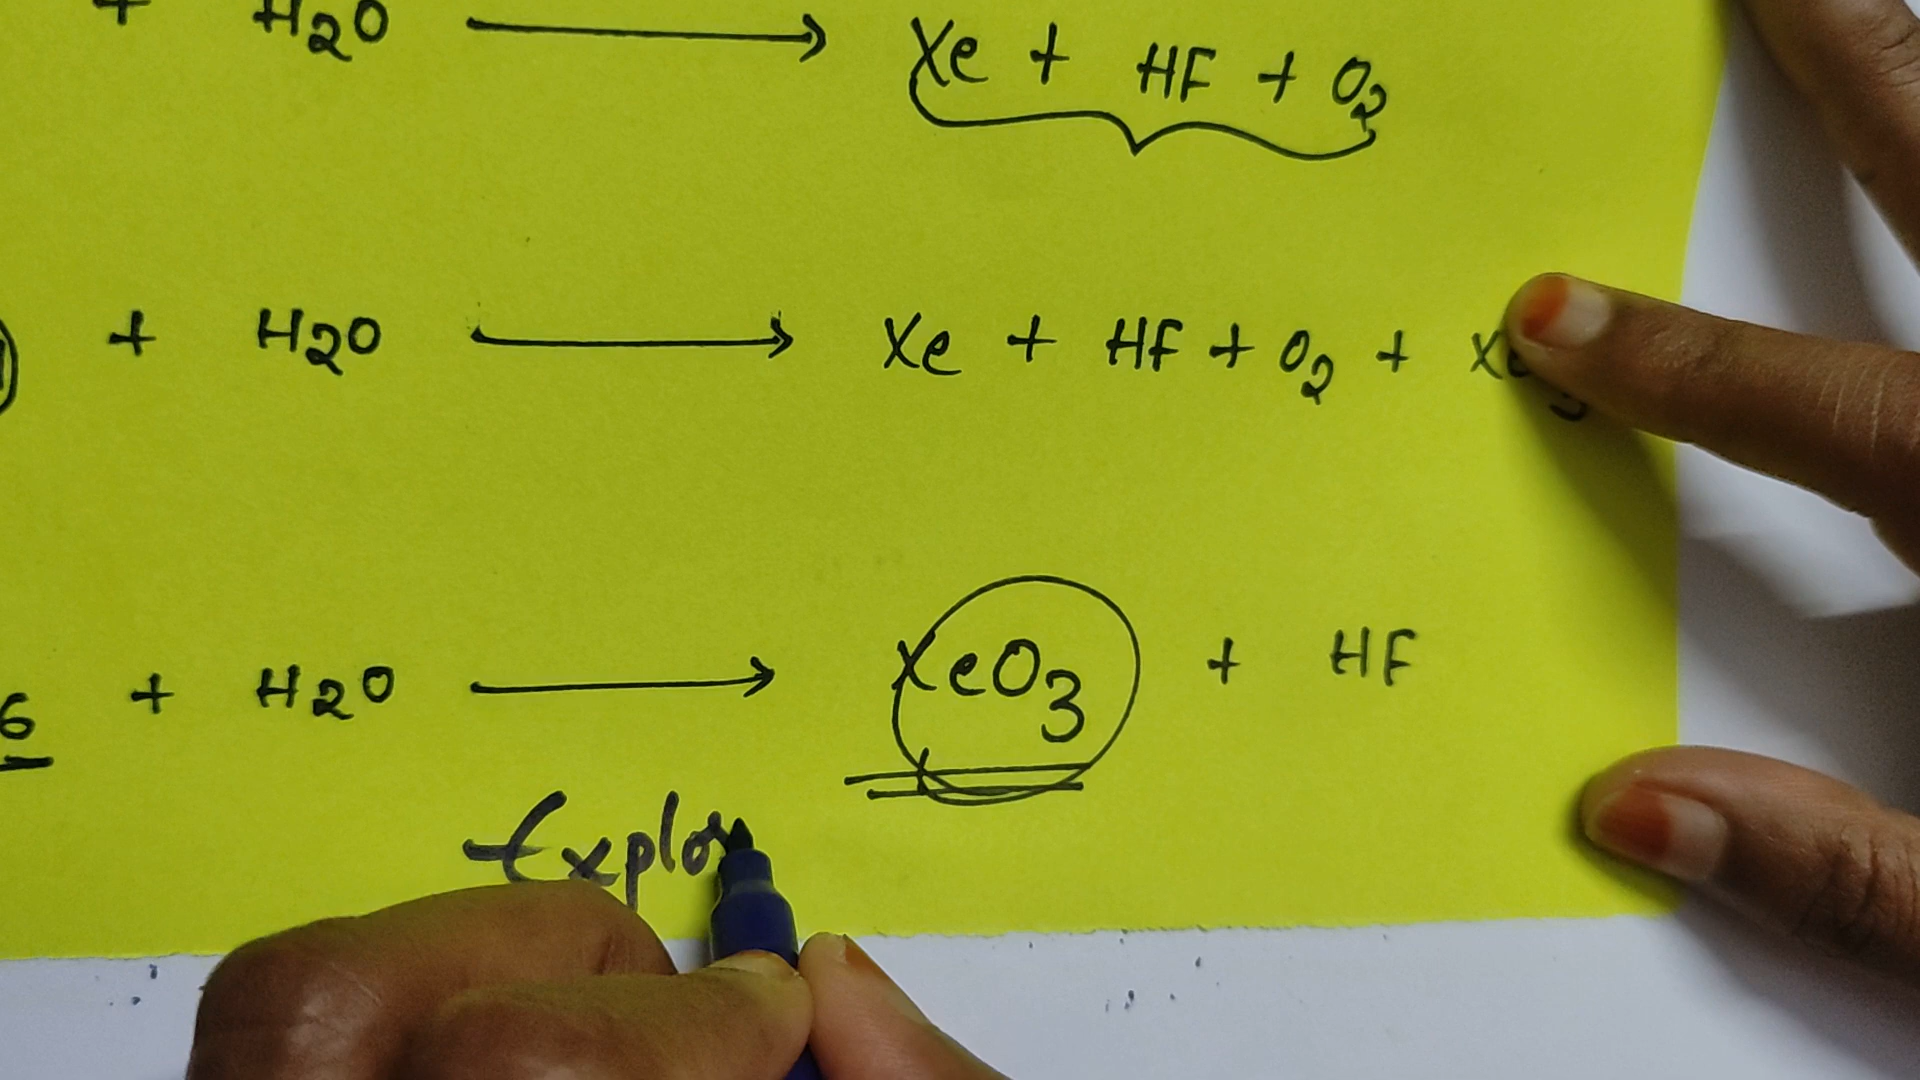 + H2O ⟶ Xe + HF + O2
+ H2O ⟶ Xe + HF + O2 +
6 + H2O ⟶ XeO3 + HF
Explo